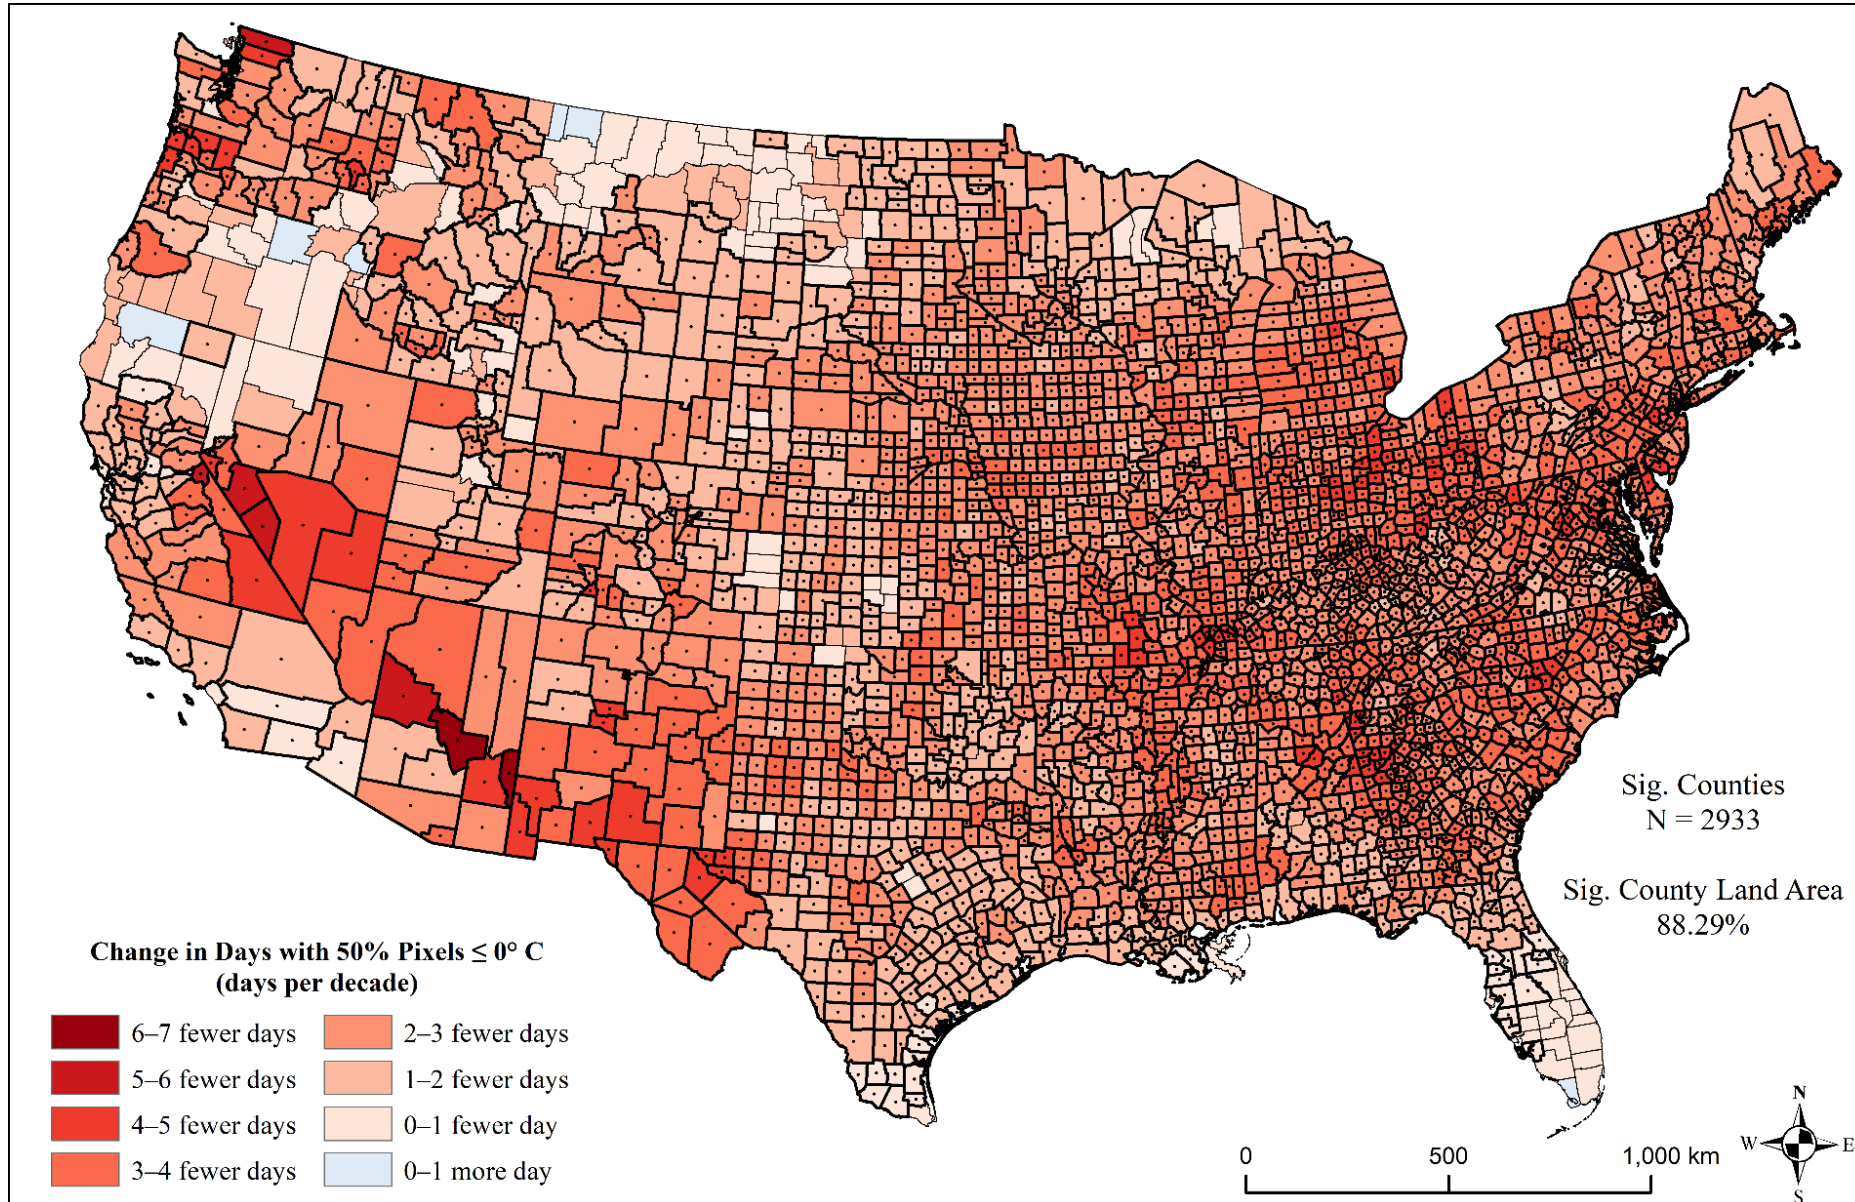 Sig. Counties
N = 2933
Sig. County Land Area
88.29%
Change in Days with 50% Pixels ≤ 0° C
(days per decade)
6–7 fewer days
5–6 fewer days
4–5 fewer days
3–4 fewer days
2–3 fewer days
1–2 fewer days
0–1 fewer day
0–1 more day
0 500 1,000 km
N
W E
S